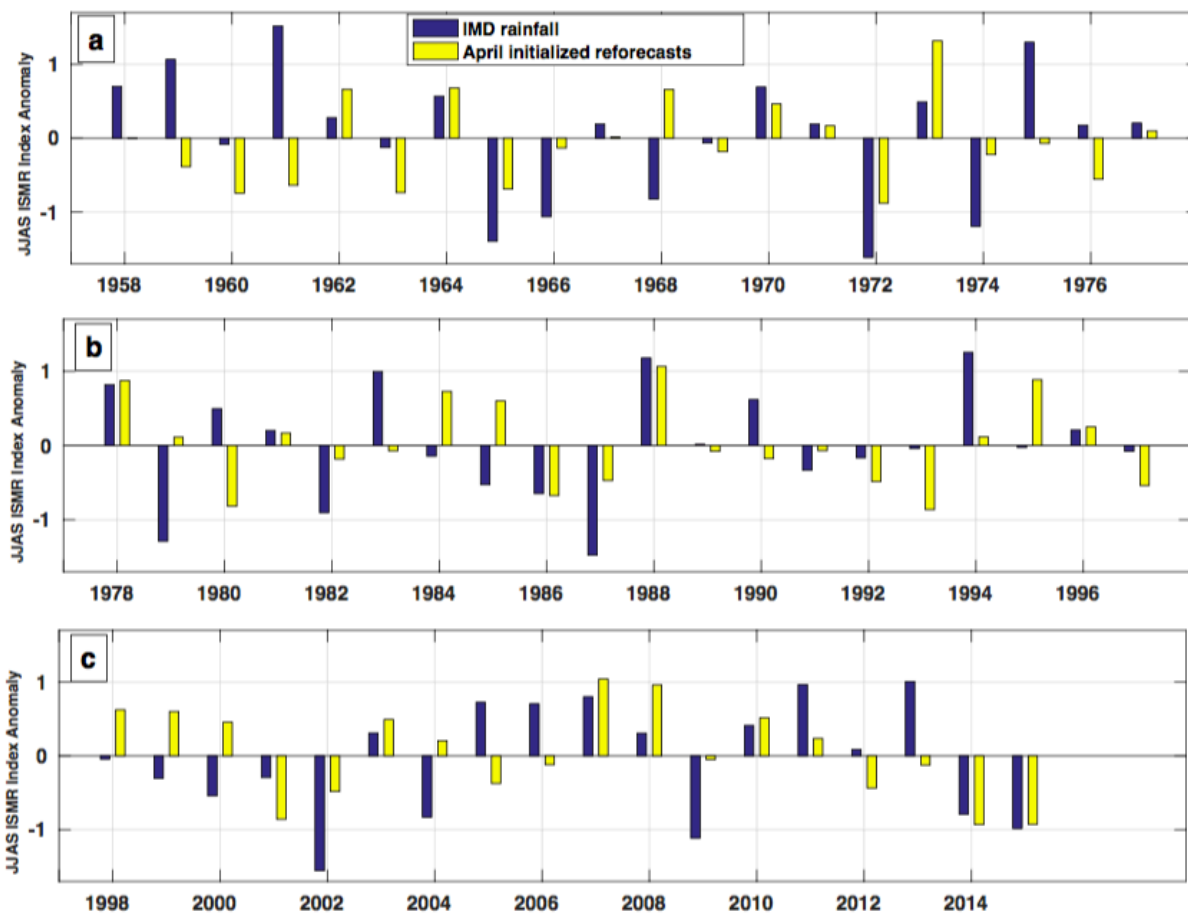 a
IMD rainfall
April initialized reforecasts
JJAS ISMR Index Anomaly
1
0
-1
1958 1960 1962 1964 1966 1968 1970 1972 1974 1976
b
JJAS ISMR Index Anomaly
1
0
-1
1978 1980 1982 1984 1986 1988 1990 1992 1994 1996
c
JJAS ISMR Index Anomaly
1
0
-1
1998 2000 2002 2004 2006 2008 2010 2012 2014